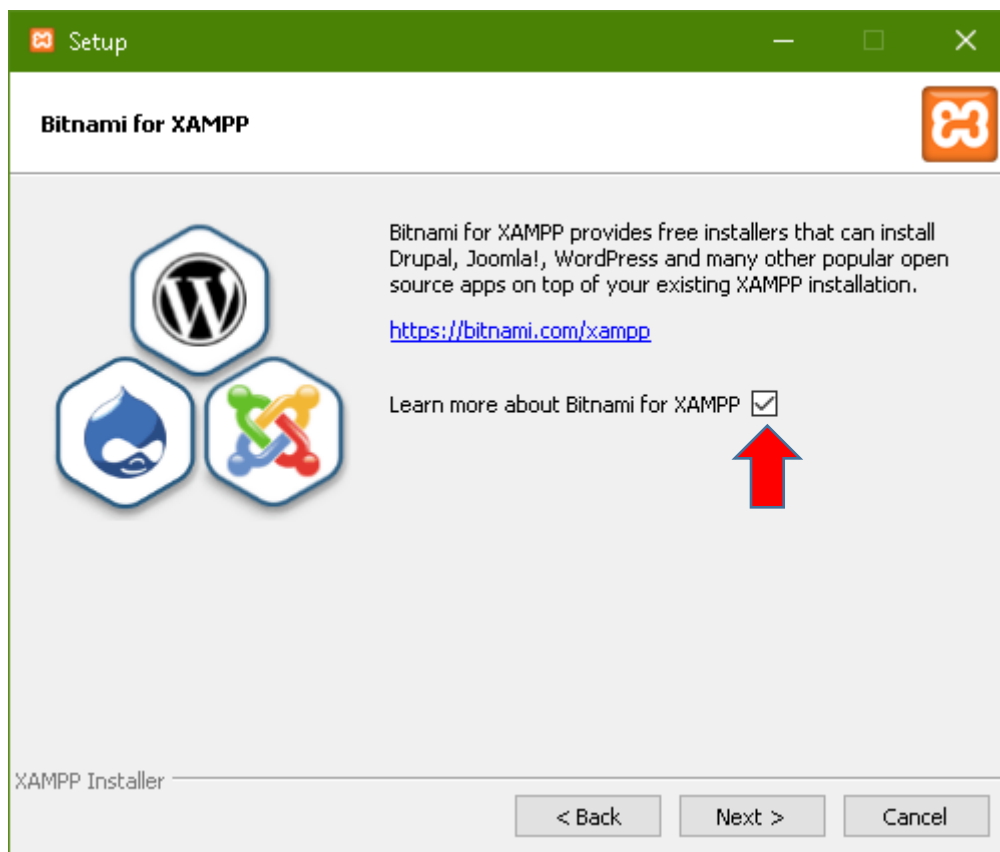 Setup
Bitnami for XAMPP
Bitnami for XAMPP provides free installers that can install
Drupal, Joomla!, WordPress and many other popular open
source apps on top of your existing XAMPP installation.
https://bitnami.com/xampp
Learn more about Bitnami for XAMPP
XAMPP Installer
< Back
Next >
Cancel